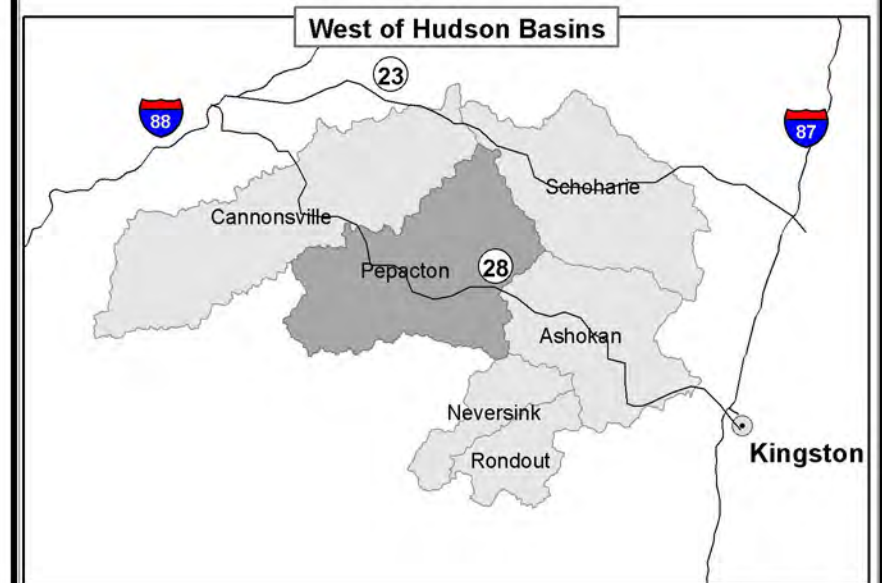 West of Hudson Basins
23
88
87
Schoharie
Cannonsville
Pepacton
28
Ashokan
Neversink
Kingston
Rondout